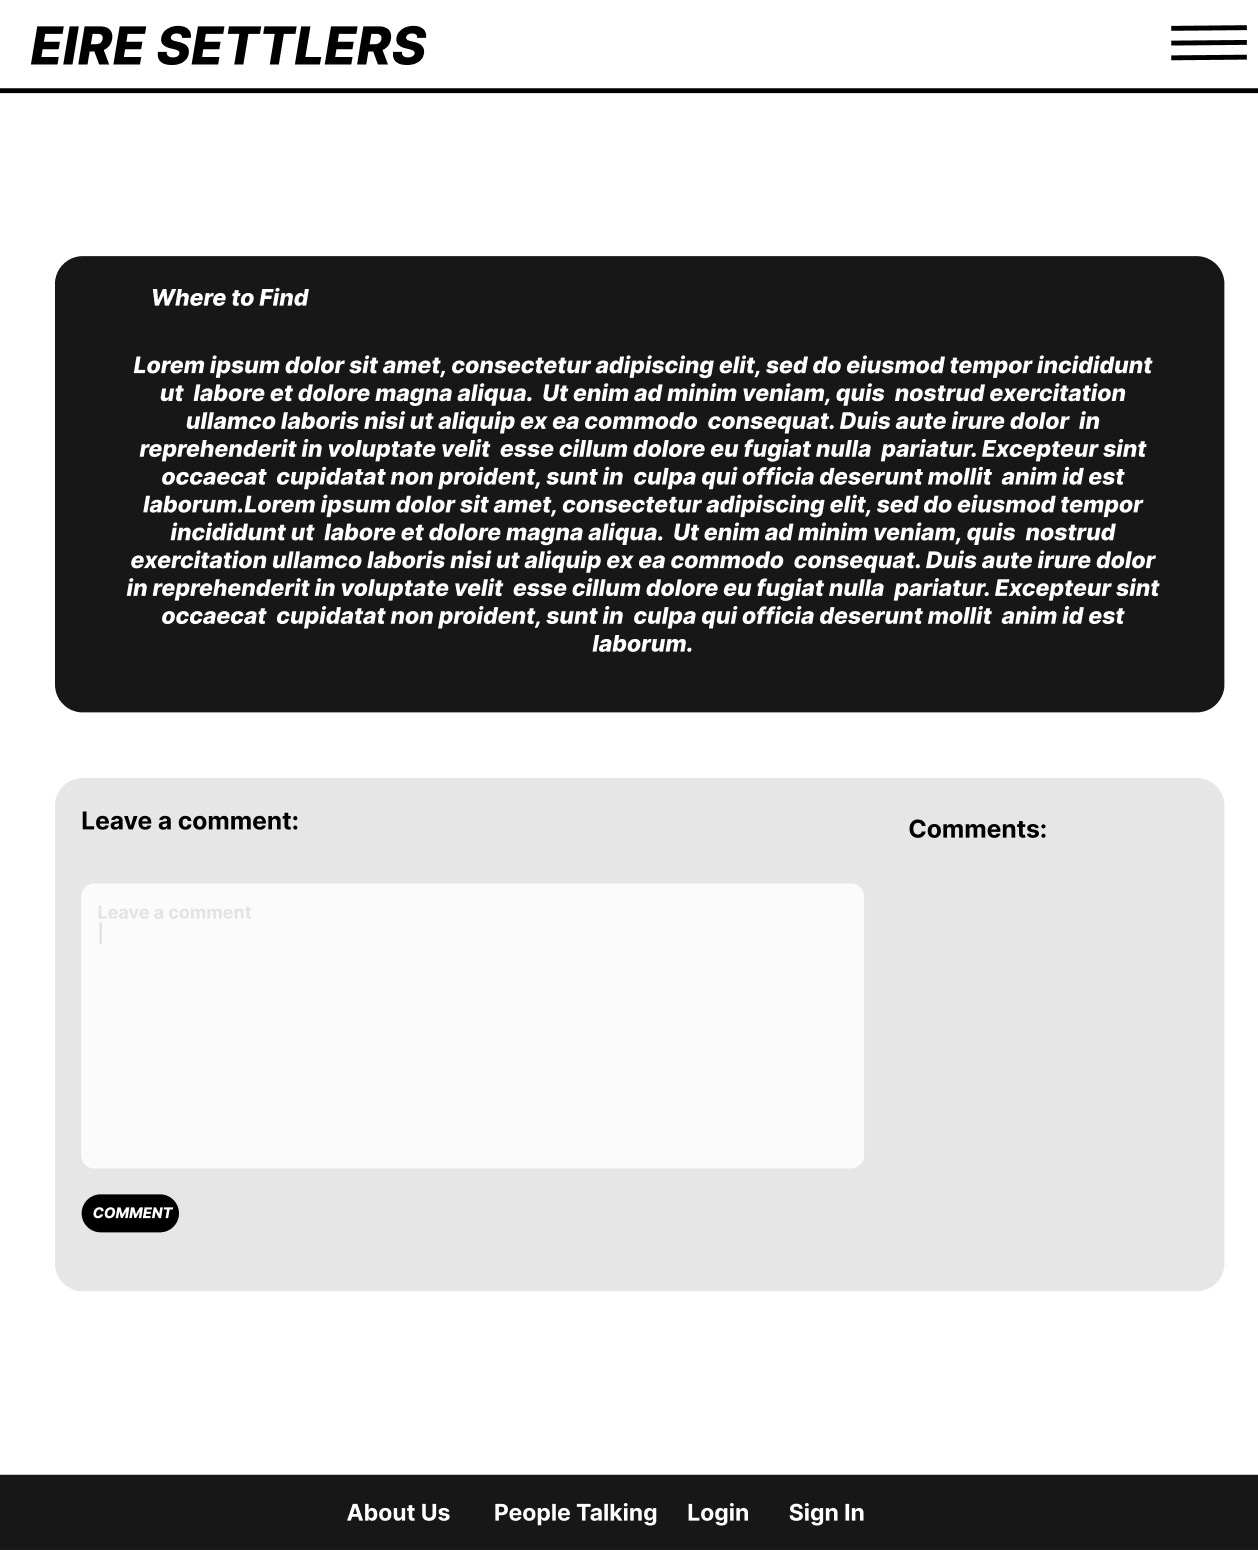 EIRE SETTLERS
Where to Find
Lorem ipsum dolor sit amet, consectetur adipiscing elit, sed do eiusmod tempor incididunt
ut  labore et dolore magna aliqua.  Ut enim ad minim veniam, quis  nostrud exercitation
ullamco laboris nisi ut aliquip ex ea commodo  consequat. Duis aute irure dolor  in
reprehenderit in voluptate velit  esse cillum dolore eu fugiat nulla  pariatur. Excepteur sint
occaecat  cupidatat non proident, sunt in  culpa qui officia deserunt mollit  anim id est
laborum.Lorem ipsum dolor sit amet, consectetur adipiscing elit, sed do eiusmod tempor
incididunt ut  labore et dolore magna aliqua.  Ut enim ad minim veniam, quis  nostrud
exercitation ullamco laboris nisi ut aliquip ex ea commodo  consequat. Duis aute irure dolor
in reprehenderit in voluptate velit  esse cillum dolore eu fugiat nulla  pariatur. Excepteur sint
occaecat  cupidatat non proident, sunt in  culpa qui officia deserunt mollit  anim id est
laborum.
Leave a comment:
Comments:
Leave a comment
COMMENT
About Us People Talking Login Sign In